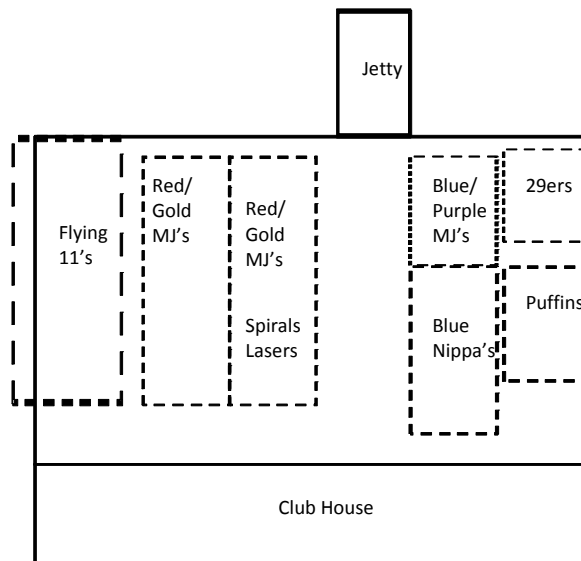 Jetty
Flying
11's
Red/
Gold
MJ's
Red/
Gold
MJ's
Spirals
Lasers
Blue/
Purple
MJ's
29ers
Blue
Nippa's
Puffins
Club House